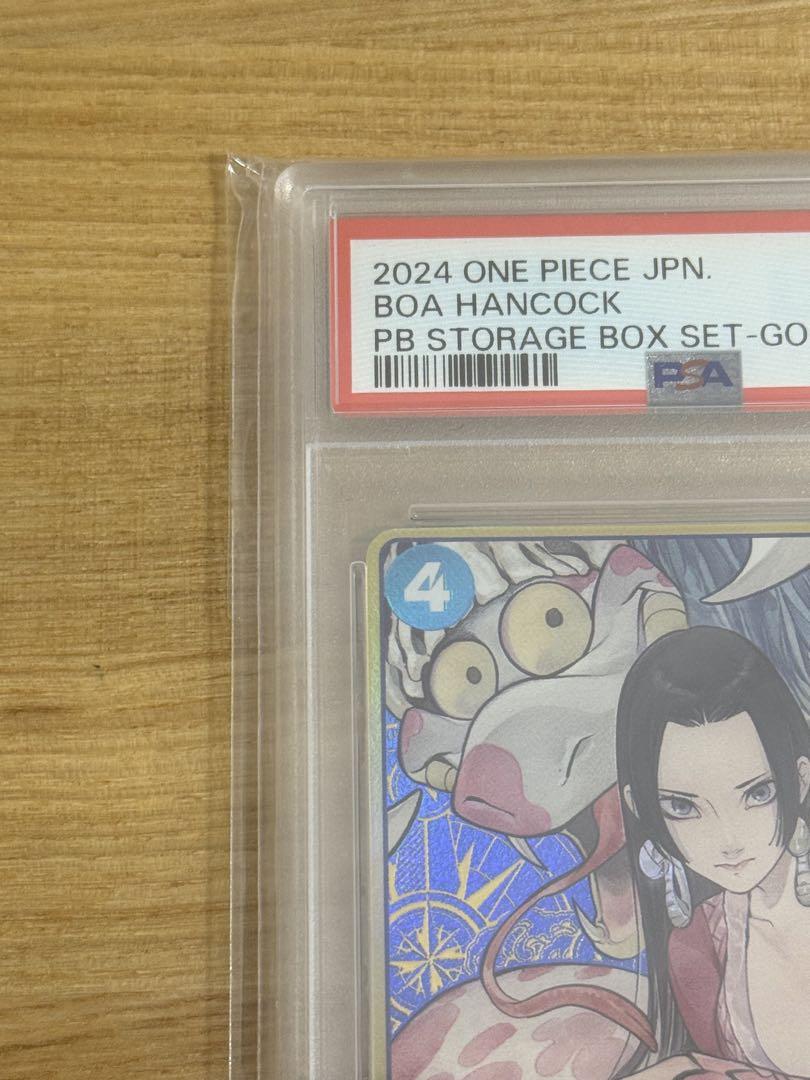 2024 ONE PIECE JPN.
BOA HANCOCK
PB STORAGE BOX SET-GO
PSA
4